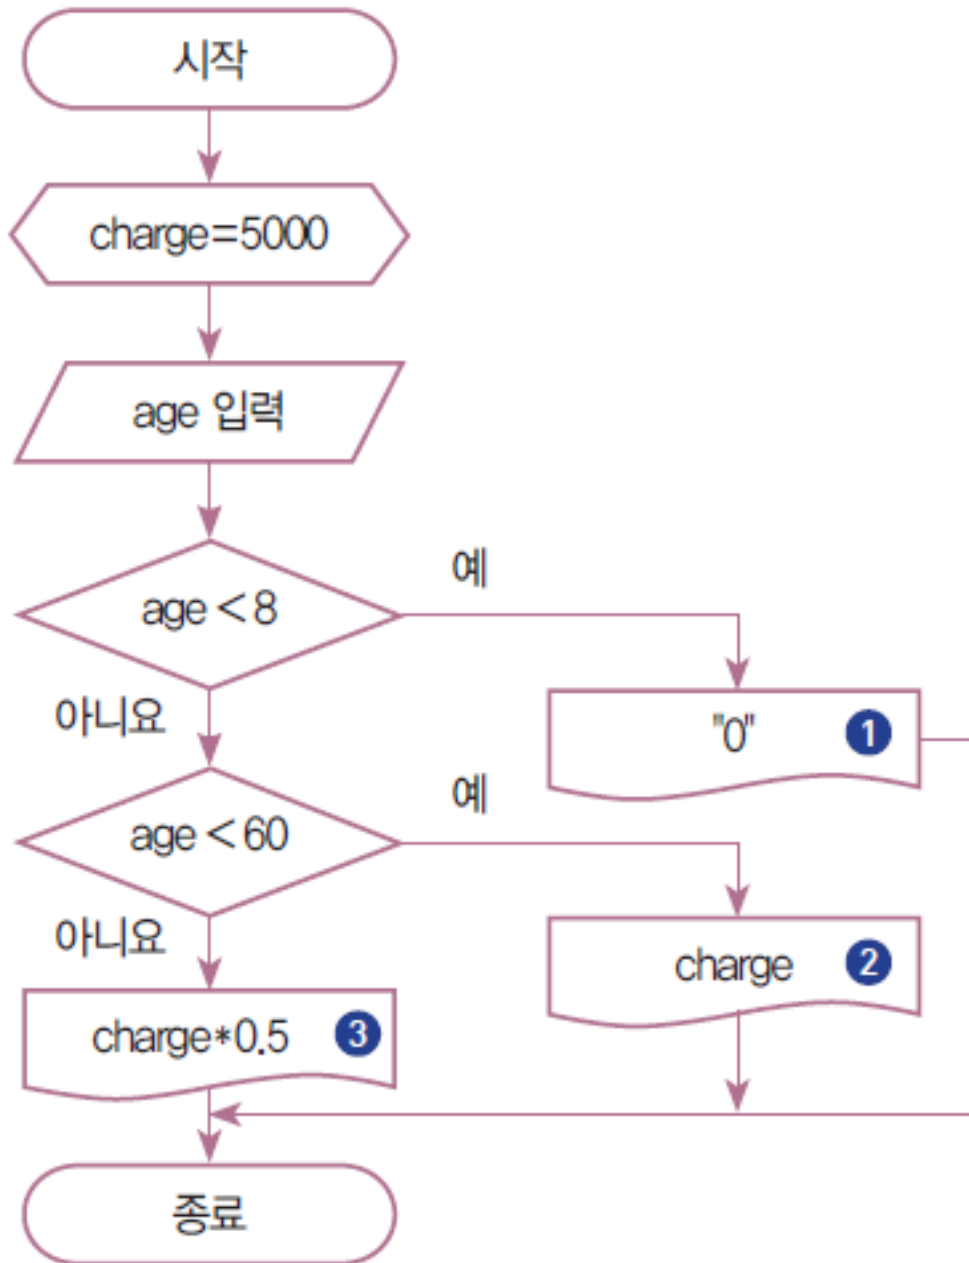 시작
charge=5000
age 입력
age < 8
예
아니요
"0" 1
age < 60
예
아니요
charge 2
charge*0.5 3
종료